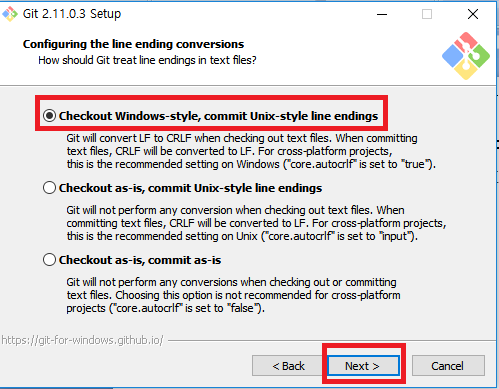 Git 2.11.0.3 Setup
Configuring the line ending conversions
How should Git treat line endings in text files?
Checkout Windows-style, commit Unix-style line endings
Git will convert LF to CRLF when checking out text files. When committing
text files, CRLF will be converted to LF. For cross-platform projects,
this is the recommended setting on Windows ("core.autocrlf" is set to "true").
Checkout as-is, commit Unix-style line endings
Git will not perform any conversion when checking out text files. When
committing text files, CRLF will be converted to LF. For cross-platform projects,
this is the recommended setting on Unix ("core.autocrlf" is set to "input").
Checkout as-is, commit as-is
Git will not perform any conversions when checking out or committing
text files. Choosing this option is not recommended for cross-platform
projects ("core.autocrlf" is set to "false").
https://git-for-windows.github.io/
< Back
Next >
Cancel